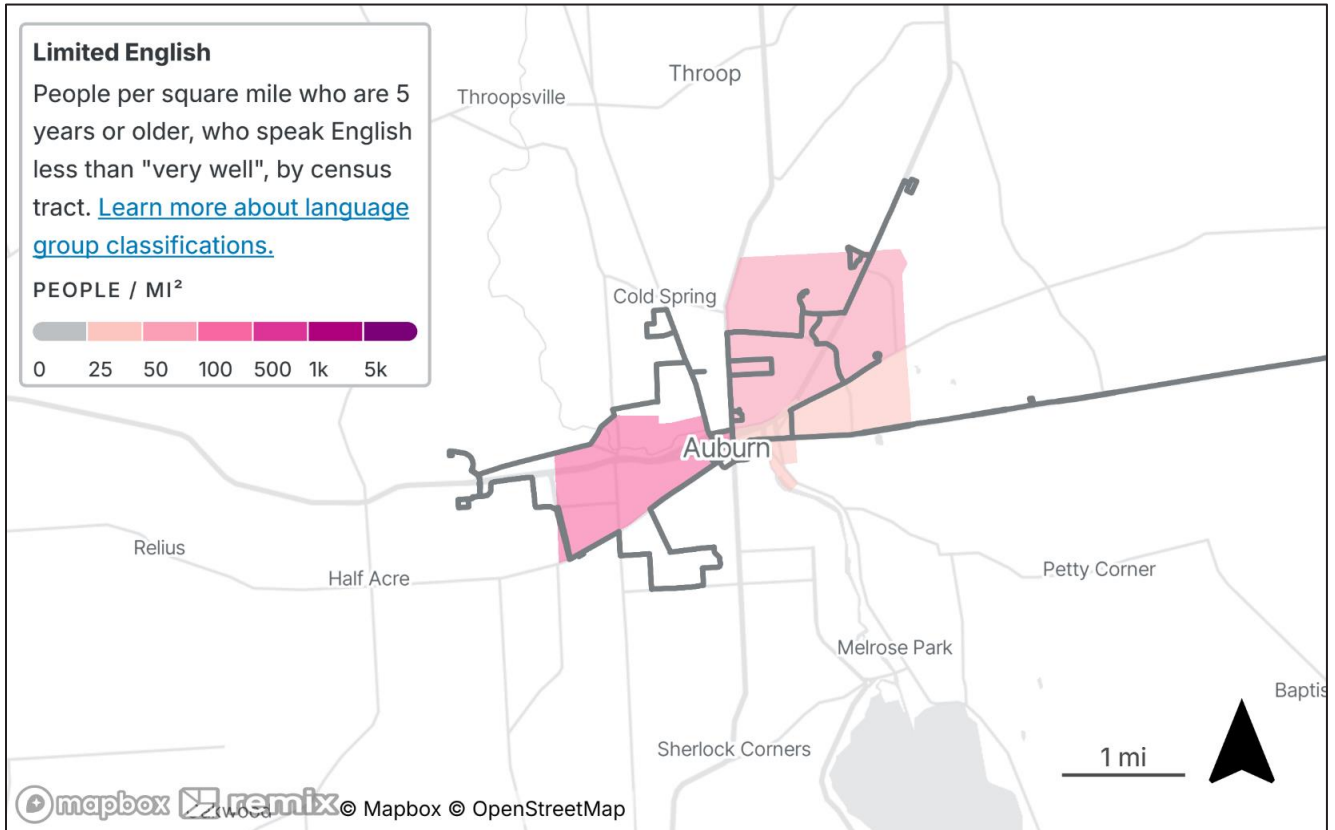 Limited English
People per square mile who are 5
years or older, who speak English
less than "very well", by census
tract. Learn more about language
group classifications.
PEOPLE / MI²
0 25 50 100 500 1k 5k
Throop
Throopsville
Cold Spring
Auburn
Relius
Half Acre
Petty Corner
Melrose Park
Baptis
Sherlock Corners
1 mi
mapbox remix © Mapbox © OpenStreetMap